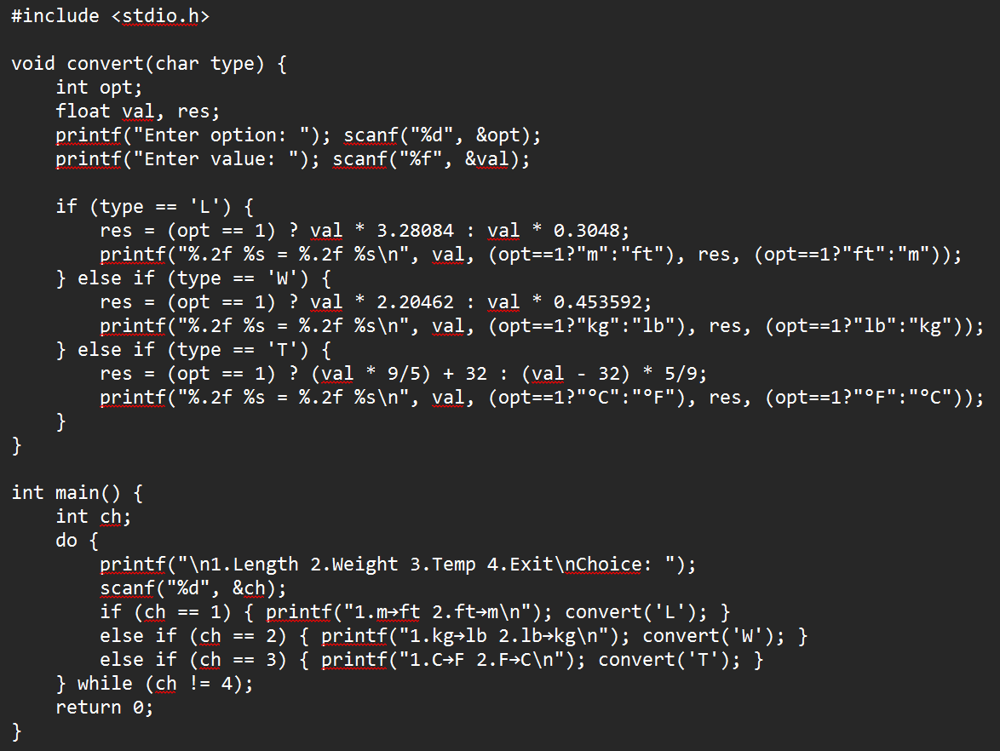 #include <stdio.h>

void convert(char type) {
    int opt;
    float val, res;
    printf("Enter option: "); scanf("%d", &opt);
    printf("Enter value: "); scanf("%f", &val);

    if (type == 'L') {
        res = (opt == 1) ? val * 3.28084 : val * 0.3048;
        printf("%.2f %s = %.2f %s\n", val, (opt==1?"m":"ft"), res, (opt==1?"ft":"m"));
    } else if (type == 'W') {
        res = (opt == 1) ? val * 2.20462 : val * 0.453592;
        printf("%.2f %s = %.2f %s\n", val, (opt==1?"kg":"lb"), res, (opt==1?"lb":"kg"));
    } else if (type == 'T') {
        res = (opt == 1) ? (val * 9/5) + 32 : (val - 32) * 5/9;
        printf("%.2f %s = %.2f %s\n", val, (opt==1?"°C":"°F"), res, (opt==1?"°F":"°C"));
    }
}

int main() {
    int ch;
    do {
        printf("\n1.Length 2.Weight 3.Temp 4.Exit\nChoice: ");
        scanf("%d", &ch);
        if (ch == 1) { printf("1.m→ft 2.ft→m\n"); convert('L'); }
        else if (ch == 2) { printf("1.kg→lb 2.lb→kg\n"); convert('W'); }
        else if (ch == 3) { printf("1.C→F 2.F→C\n"); convert('T'); }
    } while (ch != 4);
    return 0;
}